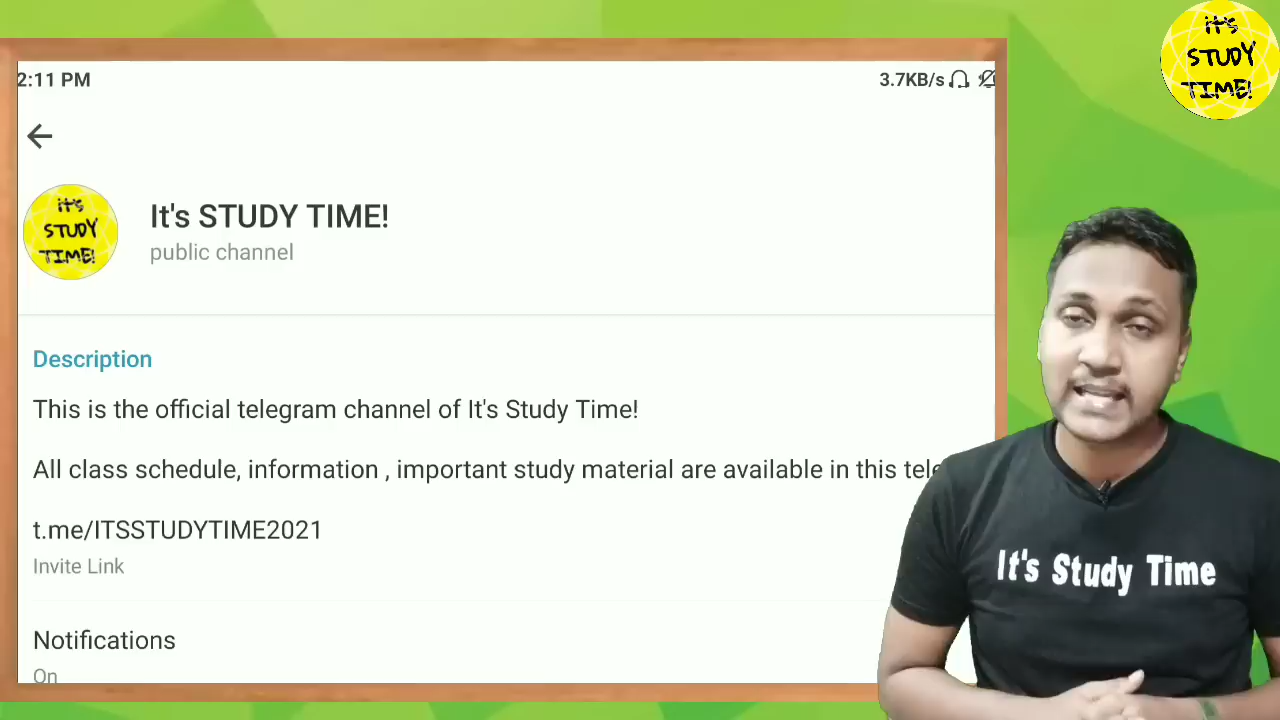 it's
STUDY
TIME!
2:11 PM
3.7KB/s
it's
STUDY
TIME!
It's STUDY TIME!
public channel
Description
This is the official telegram channel of It's Study Time!
All class schedule, information , important study material are available in this
t.me/ITSSTUDYTIME2021
Invite Link
It's Study Time
Notifications
On